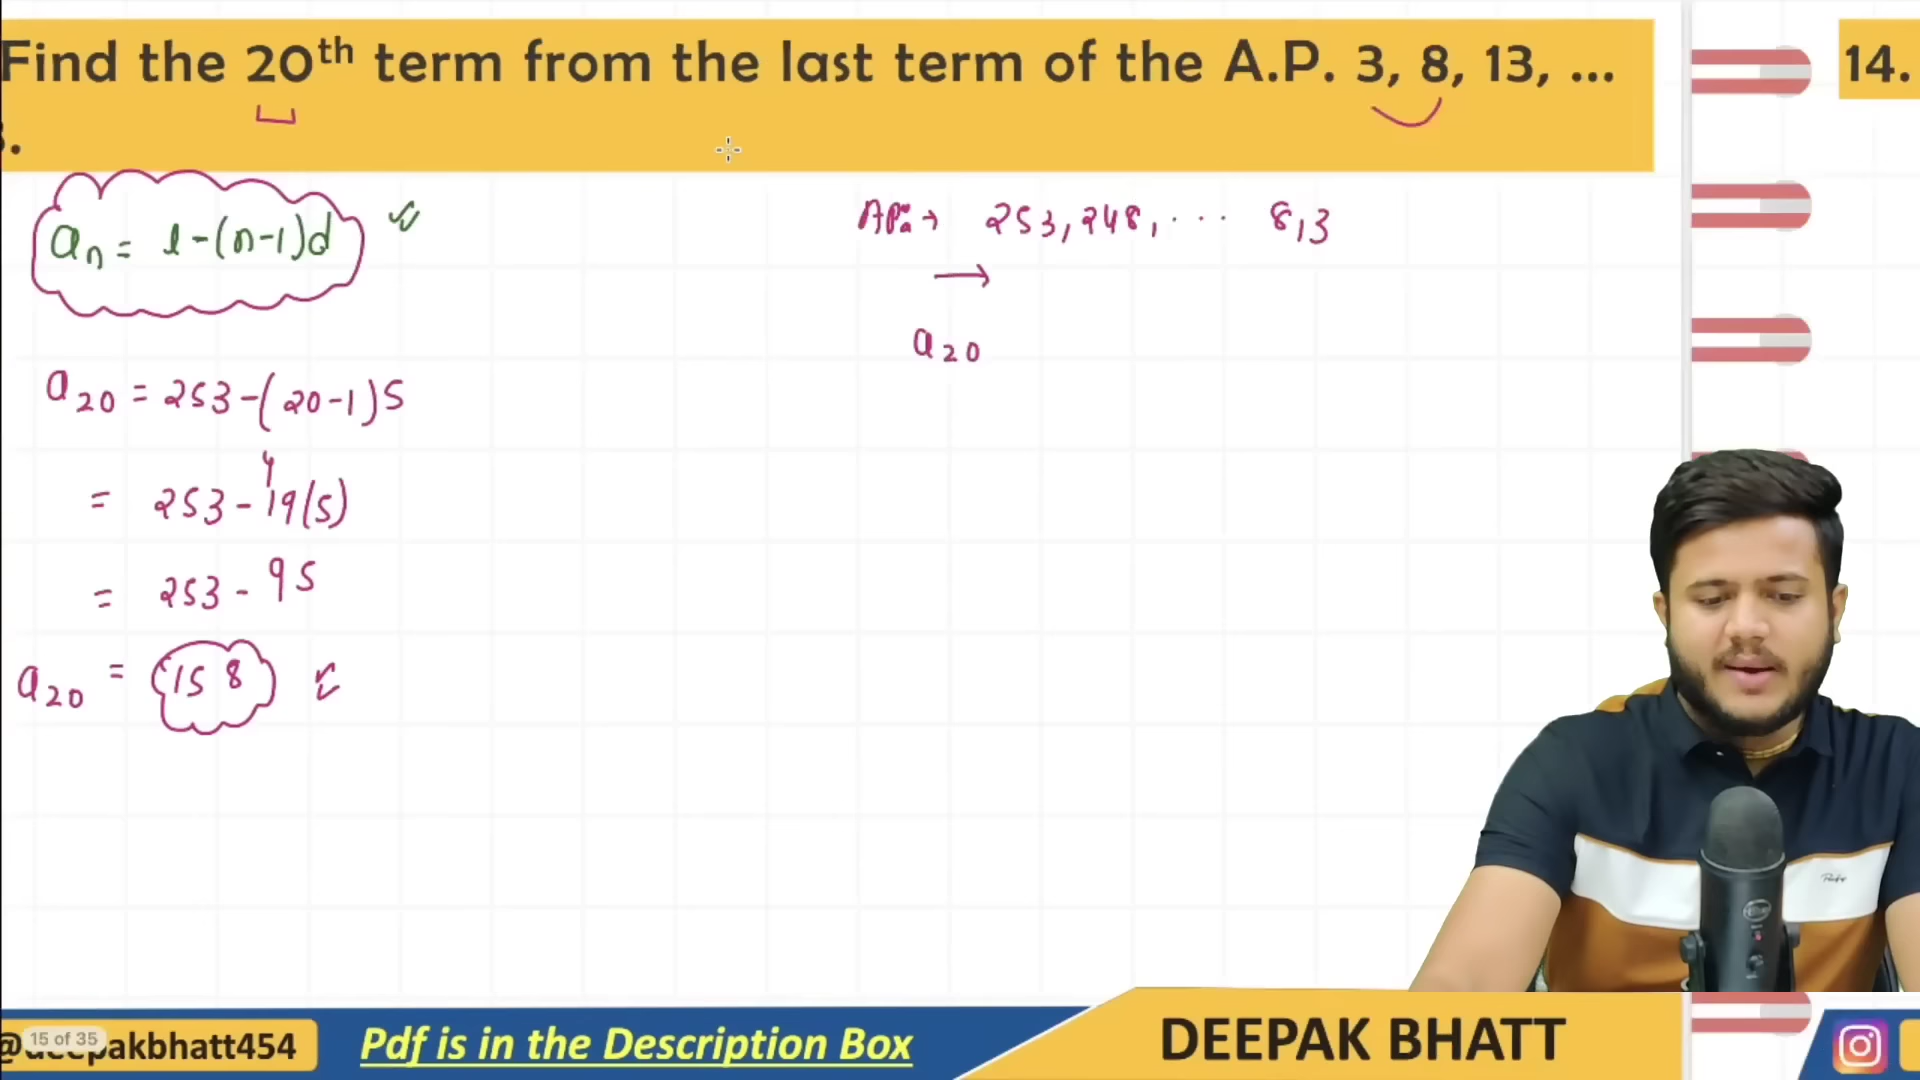 Find the 20th term from the last term of the A.P. 3, 8, 13, ...
14.
an = l-(n-1)d
AP: → 253, 248, ... 8,3
a20
a20 = 253-(20-1)5
= 253 - 19(5)
= 253 - 95
a20 = 158
15 of 35
@deepakbhatt454
Pdf is in the Description Box
DEEPAK BHATT